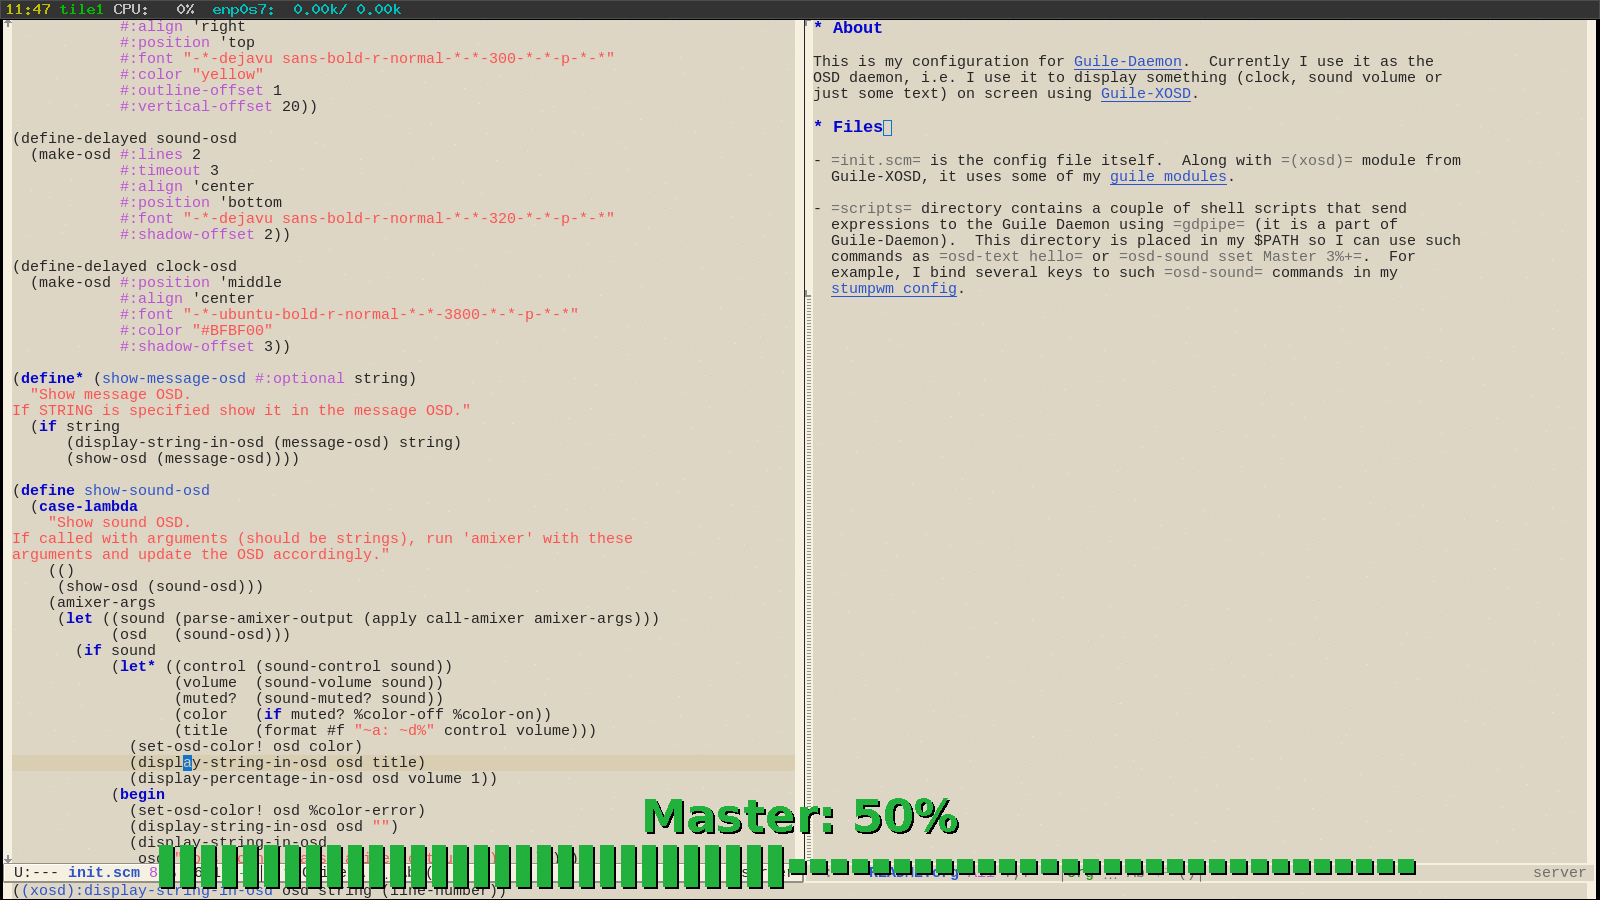 11:47 tile1 CPU:   0%  enp0s7:  0.00k/ 0.00k
            #:align 'right
            #:position 'top
            #:font "-*-dejavu sans-bold-r-normal-*-*-300-*-*-p-*-*"
            #:color "yellow"
            #:outline-offset 1
            #:vertical-offset 20))
(define-delayed sound-osd
  (make-osd #:lines 2
            #:timeout 3
            #:align 'center
            #:position 'bottom
            #:font "-*-dejavu sans-bold-r-normal-*-*-320-*-*-p-*-*"
            #:shadow-offset 2))
(define-delayed clock-osd
  (make-osd #:position 'middle
            #:align 'center
            #:font "-*-ubuntu-bold-r-normal-*-*-3800-*-*-p-*-*"
            #:color "#BFBF00"
            #:shadow-offset 3))
(define* (show-message-osd #:optional string)
  "Show message OSD.
If STRING is specified show it in the message OSD."
  (if string
      (display-string-in-osd (message-osd) string)
      (show-osd (message-osd))))
(define show-sound-osd
  (case-lambda
    "Show sound OSD.
If called with arguments (should be strings), run 'amixer' with these
arguments and update the OSD accordingly."
    (()
     (show-osd (sound-osd)))
    (amixer-args
     (let ((sound (parse-amixer-output (apply call-amixer amixer-args)))
           (osd   (sound-osd)))
       (if sound
           (let* ((control (sound-control sound))
                  (volume  (sound-volume sound))
                  (muted?  (sound-muted? sound))
                  (color   (if muted? %color-off %color-on))
                  (title   (format #f "~a: ~d%" control volume)))
             (set-osd-color! osd color)
             (display-string-in-osd osd title)
             (display-percentage-in-osd osd volume 1))
           (begin
             (set-osd-color! osd %color-error)
             (display-string-in-osd osd "")
             (display-string-in-osd
U:--- init.scm
((xosd):display-string-in-osd osd string (line-number))
* About
This is my configuration for Guile-Daemon.  Currently I use it as the
OSD daemon, i.e. I use it to display something (clock, sound volume or
just some text) on screen using Guile-XOSD.
* Files
- =init.scm= is the config file itself.  Along with =(xosd)= module from
  Guile-XOSD, it uses some of my guile modules.
- =scripts= directory contains a couple of shell scripts that send
  expressions to the Guile Daemon using =gdpipe= (it is a part of
  Guile-Daemon).  This directory is placed in my $PATH so I can use such
  commands as =osd-text hello= or =osd-sound sset Master 3%+=.  For
  example, I bind several keys to such =osd-sound= commands in my
  stumpwm config.
README.org server
Master: 50%